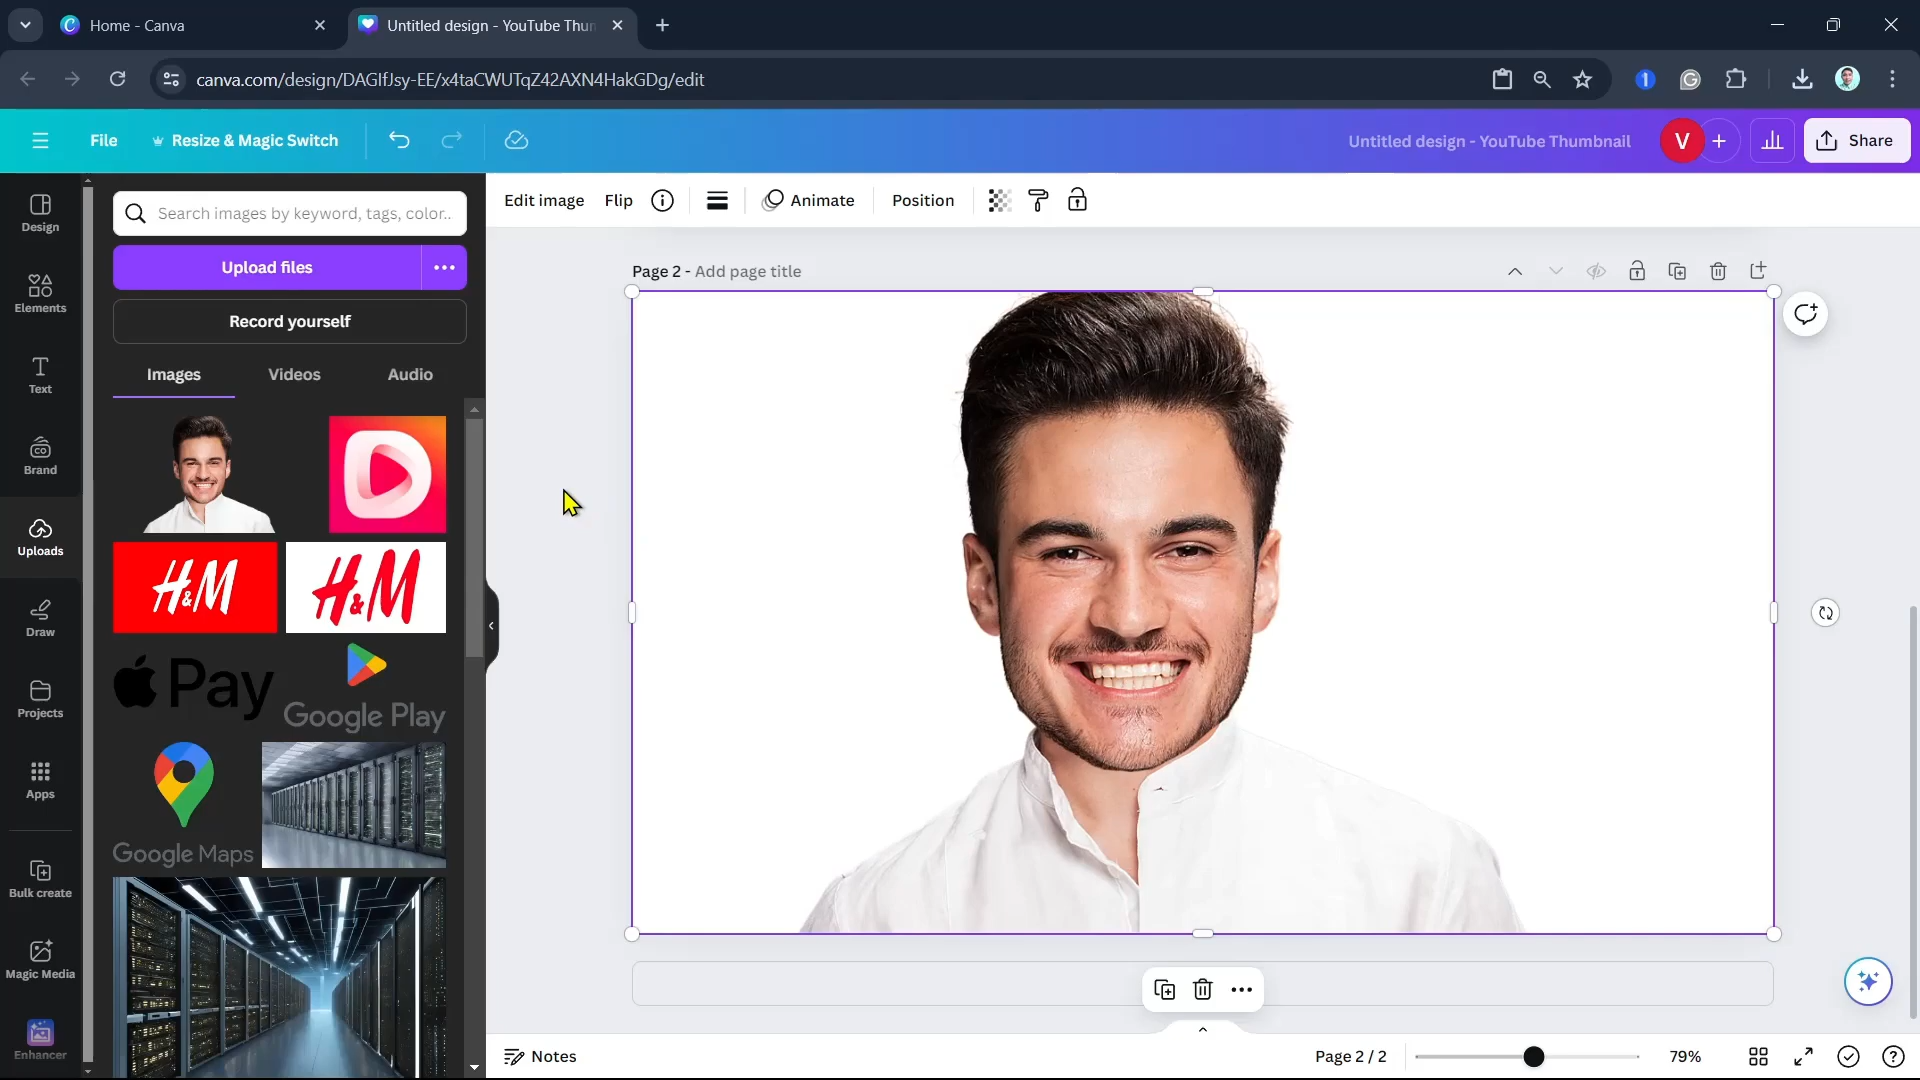 Home - Canva
Untitled design - YouTube Thun
canva.com/design/DAGIfJsy-EE/x4taCWUTqZ42AXN4HakGDg/edit
File
Resize & Magic Switch
Untitled design - YouTube Thumbnail
V
Share
Design
Elements
Text
Brand
Uploads
Draw
Projects
Apps
Bulk create
Magic Media
Enhancer
Search images by keyword, tags, color..
Upload files
Record yourself
Images
Videos
Audio
H&M
H&M
Pay
Google Play
Google Maps
Edit image
Flip
Animate
Position
Page 2 - Add page title
Notes
Page 2 / 2
79%